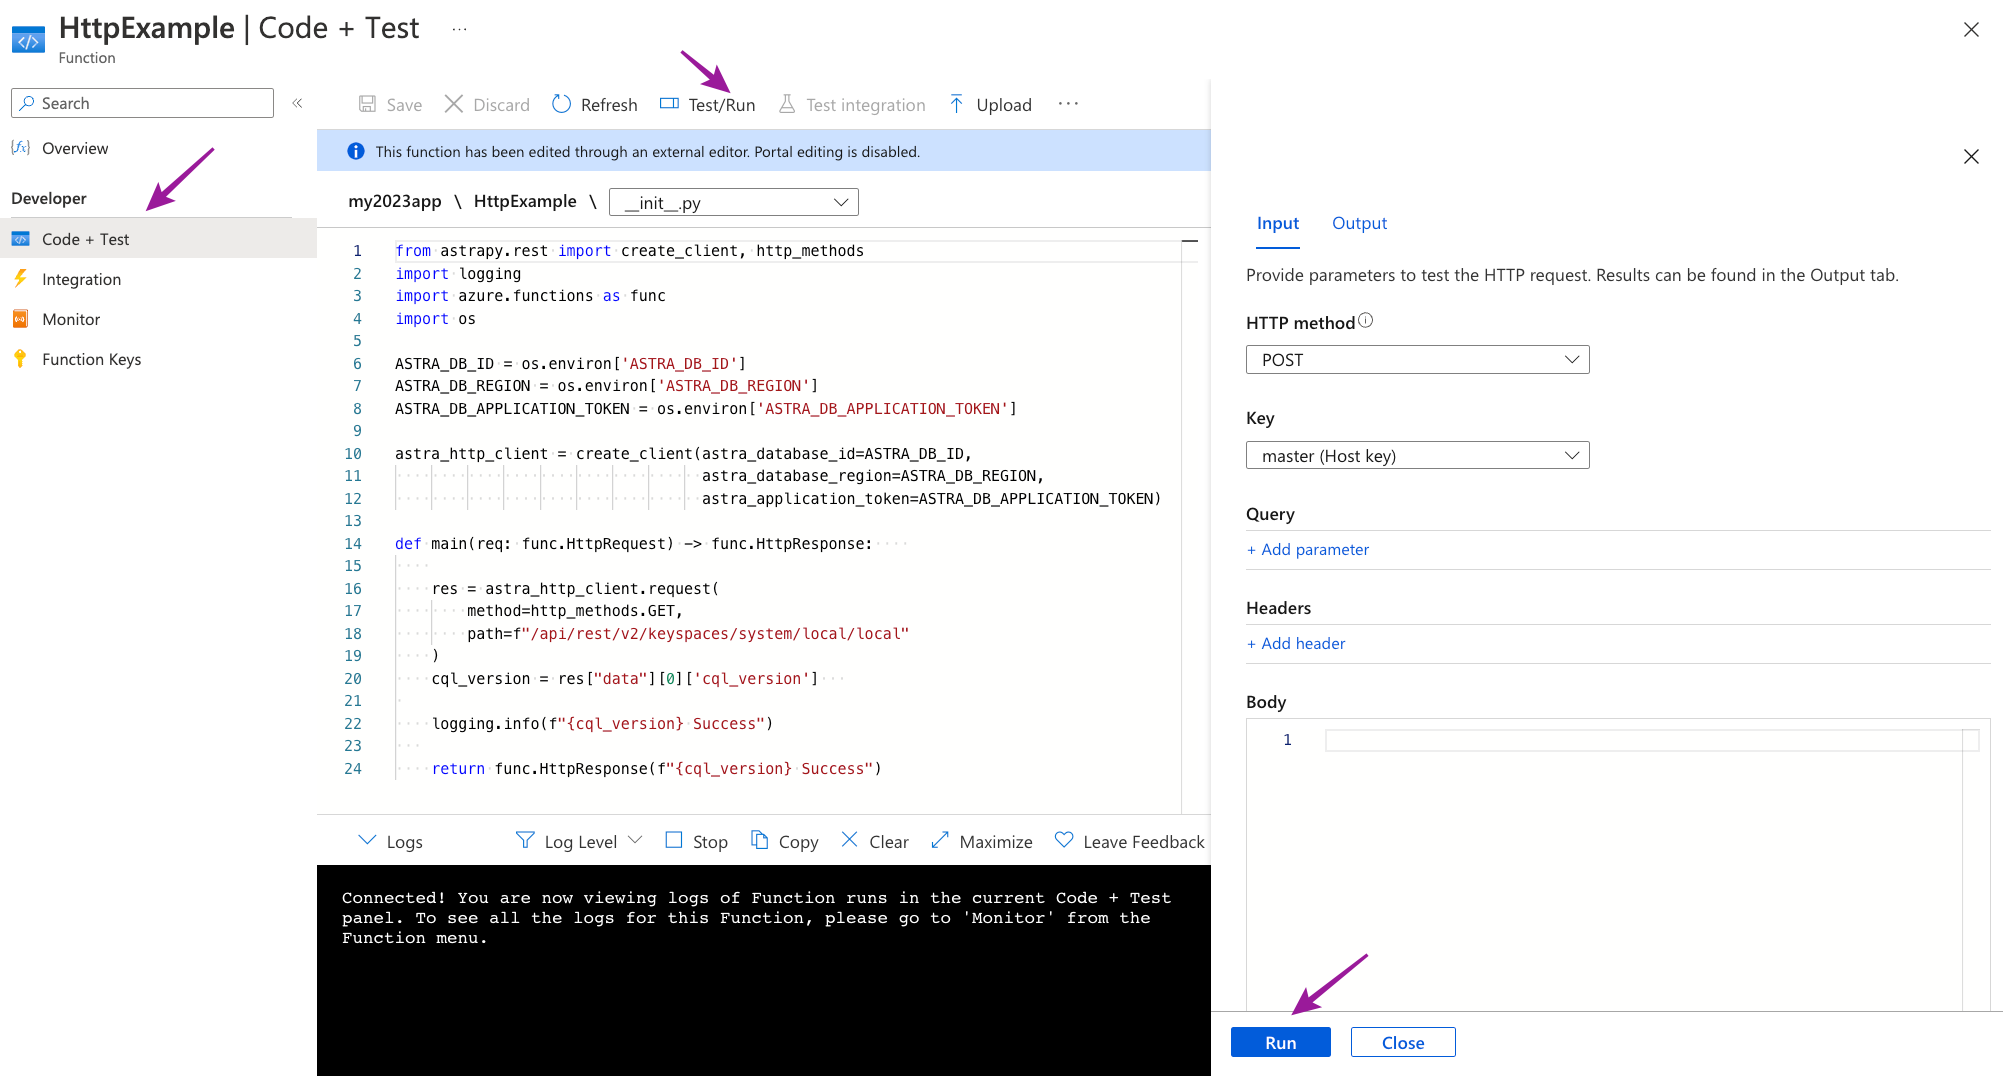 HttpExample | Code + Test ...
Function
Search «
Overview
Developer
Code + Test
Integration
Monitor
Function Keys
Save Discard Refresh Test/Run Test integration Upload ...
This function has been edited through an external editor. Portal editing is disabled.
my2023app \ HttpExample \ __init__.py
1 from astrapy.rest import create_client, http_methods
2 import logging
3 import azure.functions as func
4 import os
5
6 ASTRA_DB_ID = os.environ['ASTRA_DB_ID']
7 ASTRA_DB_REGION = os.environ['ASTRA_DB_REGION']
8 ASTRA_DB_APPLICATION_TOKEN = os.environ['ASTRA_DB_APPLICATION_TOKEN']
9
10 astra_http_client = create_client(astra_database_id=ASTRA_DB_ID,
11 astra_database_region=ASTRA_DB_REGION,
12 astra_application_token=ASTRA_DB_APPLICATION_TOKEN)
13
14 def main(req: func.HttpRequest) -> func.HttpResponse:
15
16 res = astra_http_client.request(
17 method=http_methods.GET,
18 path=f"/api/rest/v2/keyspaces/system/local/local"
19 )
20 cql_version = res["data"][0]['cql_version']
21
22 logging.info(f"{cql_version} Success")
23
24 return func.HttpResponse(f"{cql_version} Success")
Logs Log Level Stop Copy Clear Maximize Leave Feedback
Connected! You are now viewing logs of Function runs in the current Code + Test
panel. To see all the logs for this Function, please go to 'Monitor' from the
Function menu.
Input Output
Provide parameters to test the HTTP request. Results can be found in the Output tab.
HTTP method
POST
Key
master (Host key)
Query
+ Add parameter
Headers
+ Add header
Body
1
Run Close